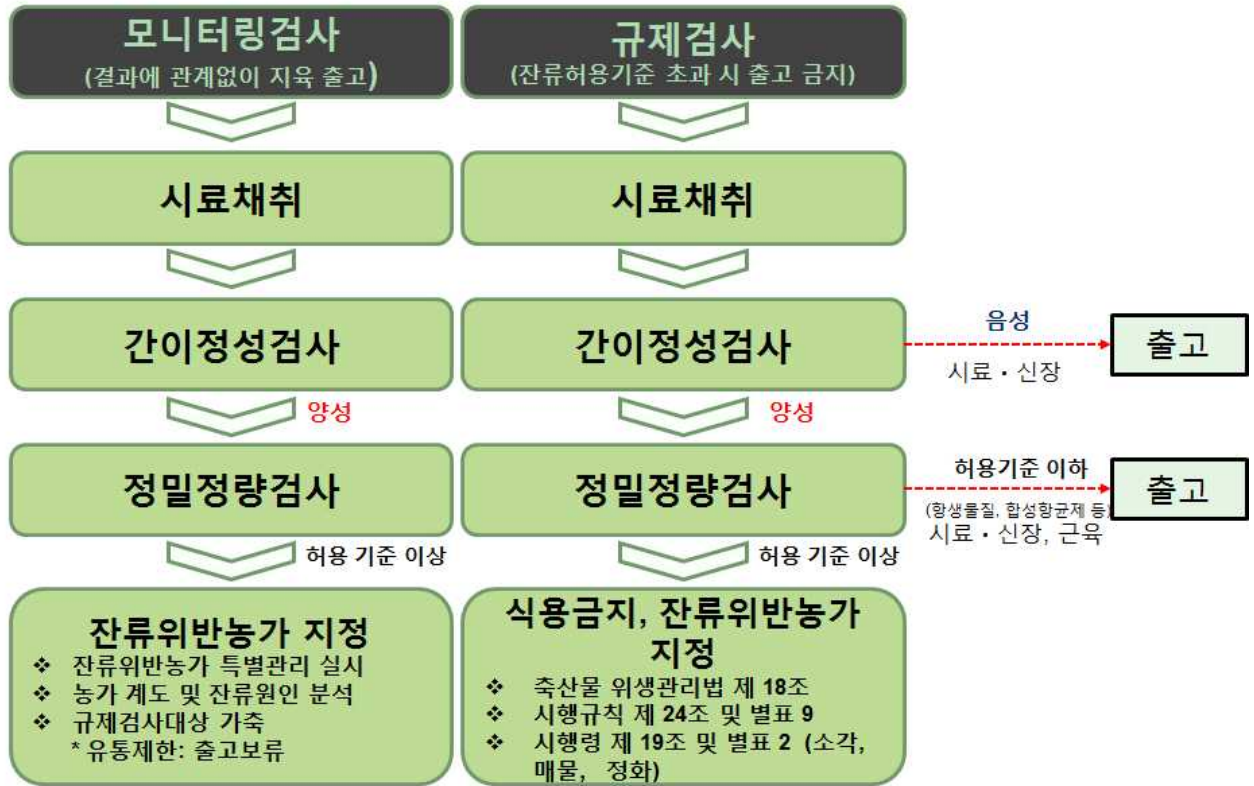 모니터링검사
(결과에 관계없이 지육 출고)
시료채취
간이정성검사
양성
정밀정량검사
허용 기준 이상
잔류위반농가 지정
❖ 잔류위반농가 특별관리 실시
❖ 농가 계도 및 잔류원인 분석
❖ 규제검사대상 가축
* 유통제한: 출고보류
규제검사
(잔류허용기준 초과 시 출고 금지)
시료채취
간이정성검사
음성
시료・신장
출고
양성
정밀정량검사
허용기준 이하
(항생물질, 합성항균제 등)
시료・신장, 근육
출고
허용 기준 이상
식용금지, 잔류위반농가
지정
❖ 축산물 위생관리법 제 18조
❖ 시행규칙 제 24조 및 별표 9
❖ 시행령 제 19조 및 별표 2 (소각,
매몰, 정화)